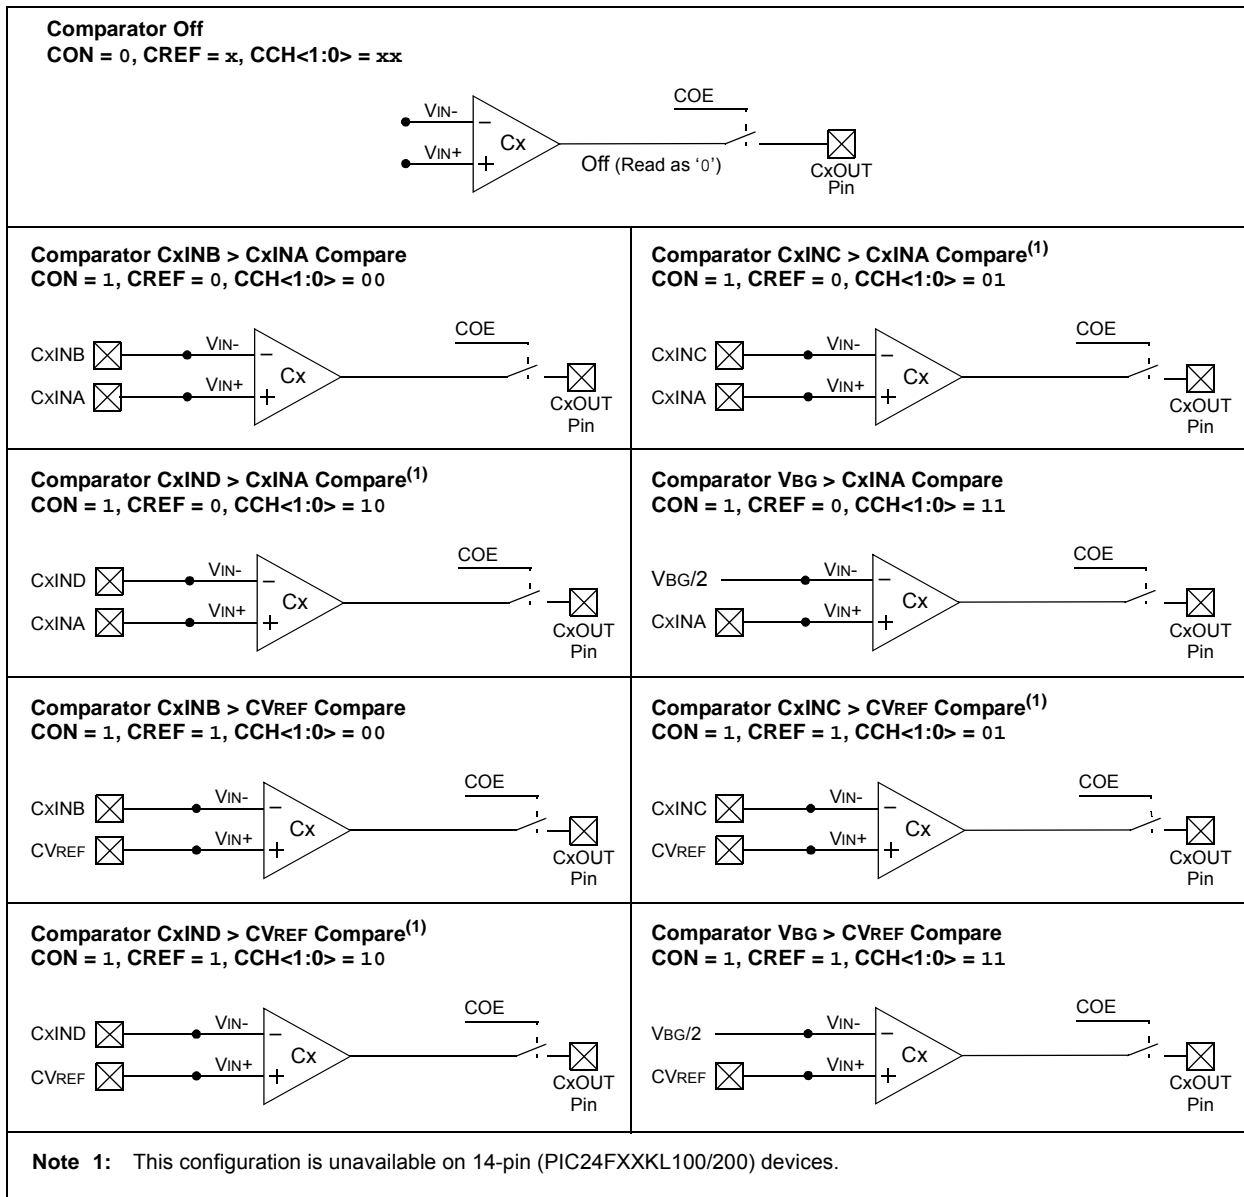 Comparator Off
CON = 0, CREF = x, CCH<1:0> = xx
COE
VIN-
–
Cx
VIN+
+
Off (Read as ‘0’)
CxOUT
Pin
Comparator CxINB > CxINA Compare
CON = 1, CREF = 0, CCH<1:0> = 00
COE
CxINB
VIN-
–
Cx
CxINA
VIN+
+
CxOUT
Pin
Comparator CxINC > CxINA Compare(1)
CON = 1, CREF = 0, CCH<1:0> = 01
COE
CxINC
VIN-
–
Cx
CxINA
VIN+
+
CxOUT
Pin
Comparator CxIND > CxINA Compare(1)
CON = 1, CREF = 0, CCH<1:0> = 10
COE
CxIND
VIN-
–
Cx
CxINA
VIN+
+
CxOUT
Pin
Comparator VBG > CxINA Compare
CON = 1, CREF = 0, CCH<1:0> = 11
COE
VBG/2
VIN-
–
Cx
CxINA
VIN+
+
CxOUT
Pin
Comparator CxINB > CVREF Compare
CON = 1, CREF = 1, CCH<1:0> = 00
COE
CxINB
VIN-
–
Cx
CVREF
VIN+
+
CxOUT
Pin
Comparator CxINC > CVREF Compare(1)
CON = 1, CREF = 1, CCH<1:0> = 01
COE
CxINC
VIN-
–
Cx
CVREF
VIN+
+
CxOUT
Pin
Comparator CxIND > CVREF Compare(1)
CON = 1, CREF = 1, CCH<1:0> = 10
COE
CxIND
VIN-
–
Cx
CVREF
VIN+
+
CxOUT
Pin
Comparator VBG > CVREF Compare
CON = 1, CREF = 1, CCH<1:0> = 11
COE
VBG/2
VIN-
–
Cx
CVREF
VIN+
+
CxOUT
Pin
Note 1: This configuration is unavailable on 14-pin (PIC24FXXKL100/200) devices.